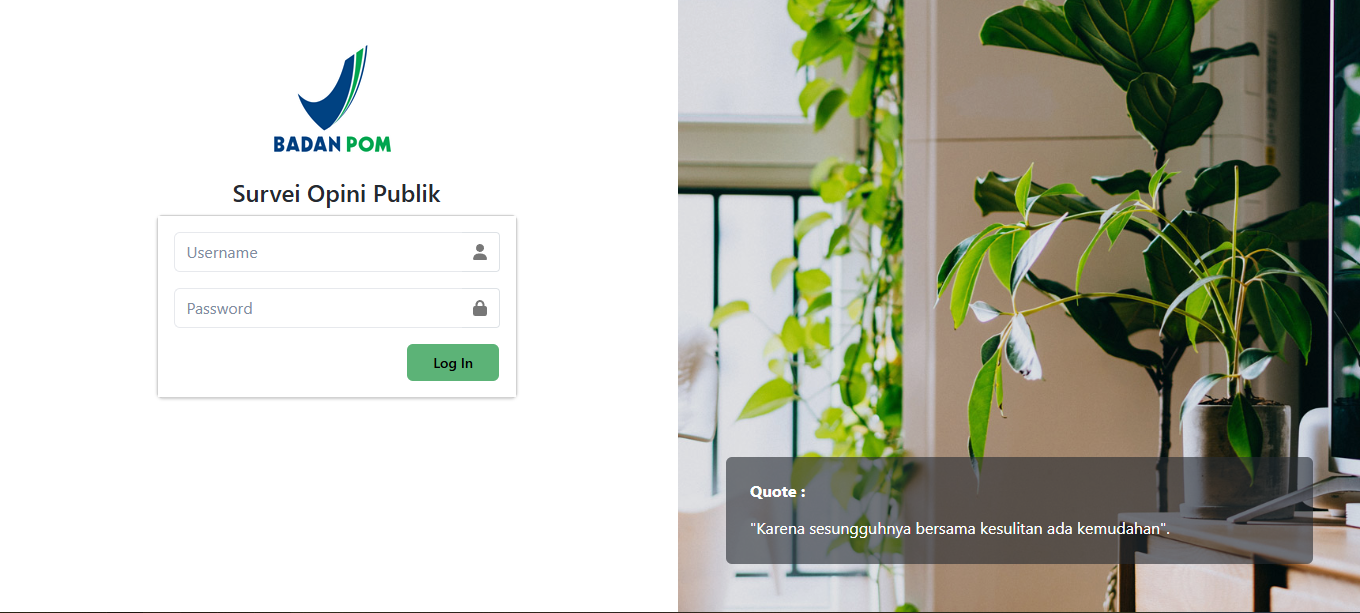 BADAN POM
Survei Opini Publik
Username
Password
Log In
Quote :
"Karena sesungguhnya bersama kesulitan ada kemudahan".